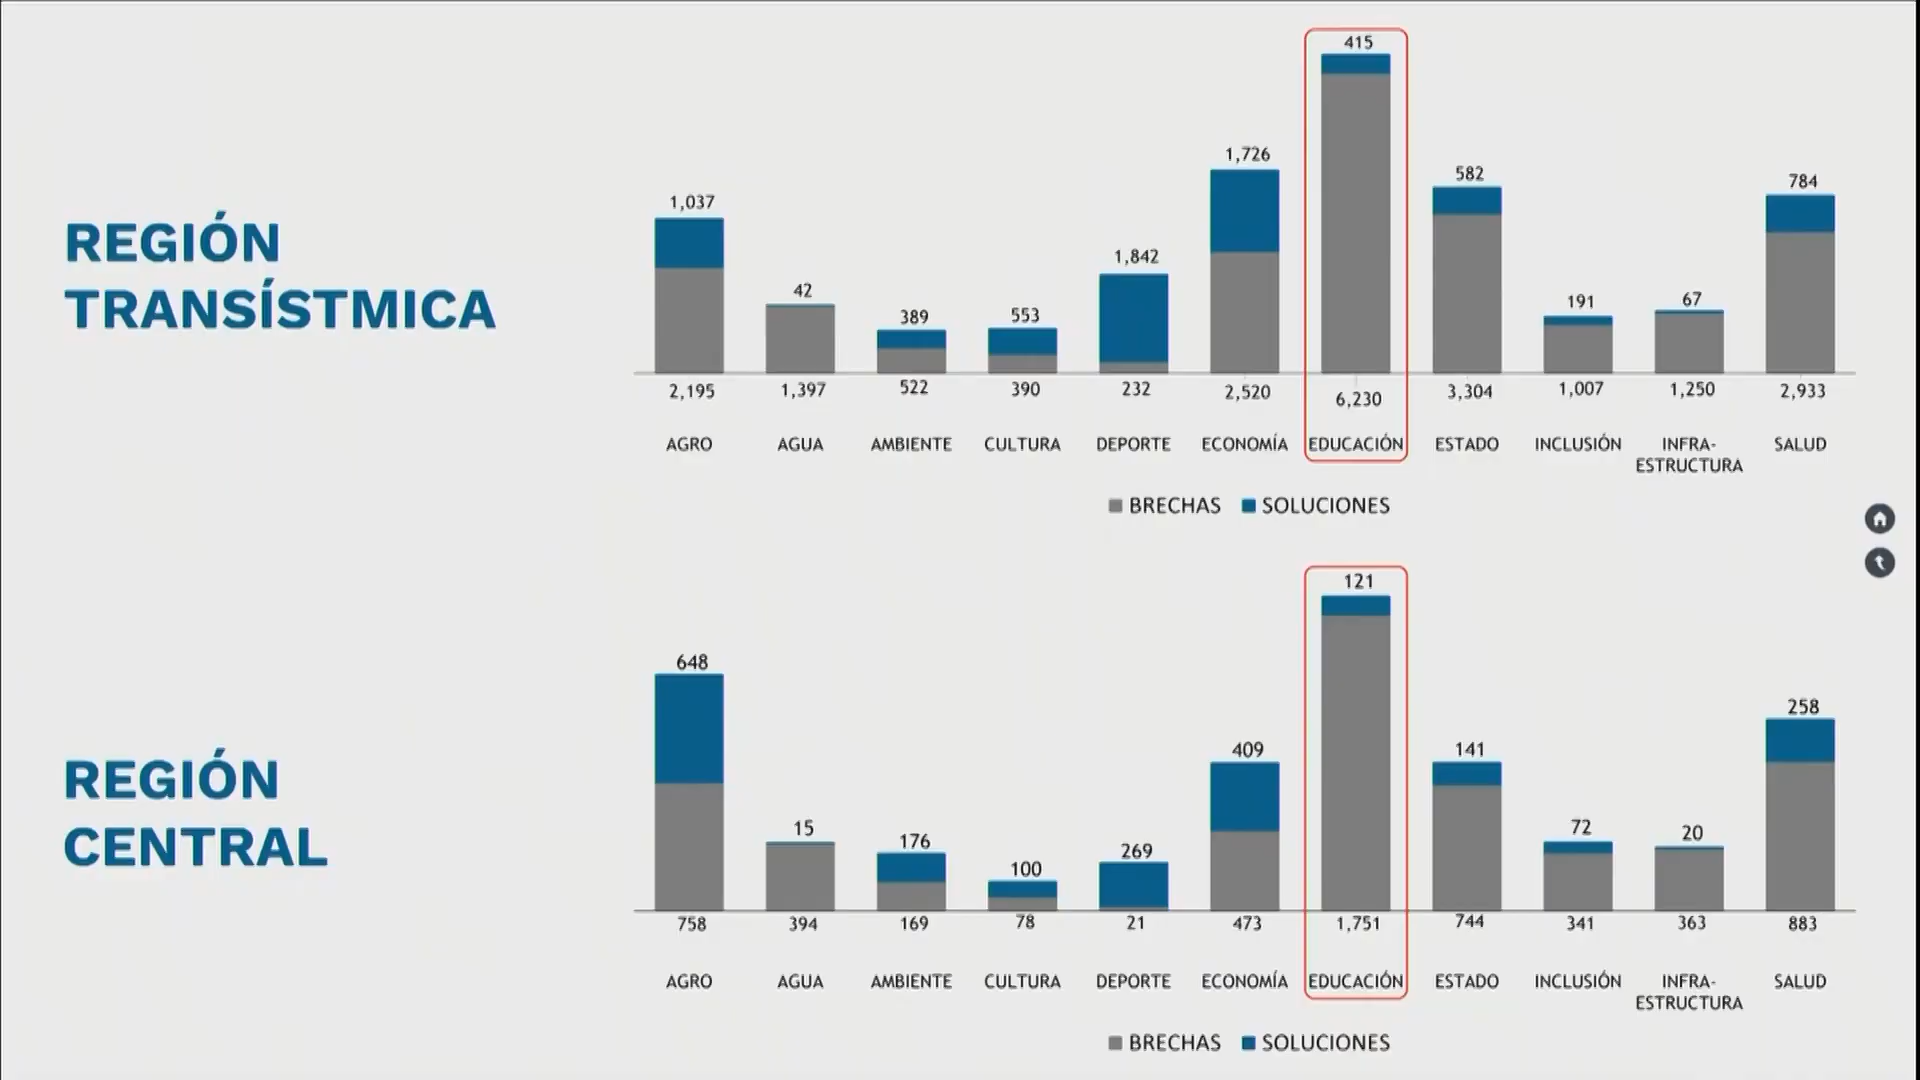 REGIÓN
TRANSÍSTMICA
1,037 42 389 553 1,842 1,726 415 582 191 67 784
2,195 1,397 522 390 232 2,520 6,230 3,304 1,007 1,250 2,933
AGRO AGUA AMBIENTE CULTURA DEPORTE ECONOMÍA EDUCACIÓN ESTADO INCLUSIÓN INFRA- SALUD
ESTRUCTURA
BRECHAS SOLUCIONES
REGIÓN
CENTRAL
648 15 176 100 269 409 121 141 72 20 258
758 394 169 78 21 473 1,751 744 341 363 883
AGRO AGUA AMBIENTE CULTURA DEPORTE ECONOMÍA EDUCACIÓN ESTADO INCLUSIÓN INFRA- SALUD
ESTRUCTURA
BRECHAS SOLUCIONES